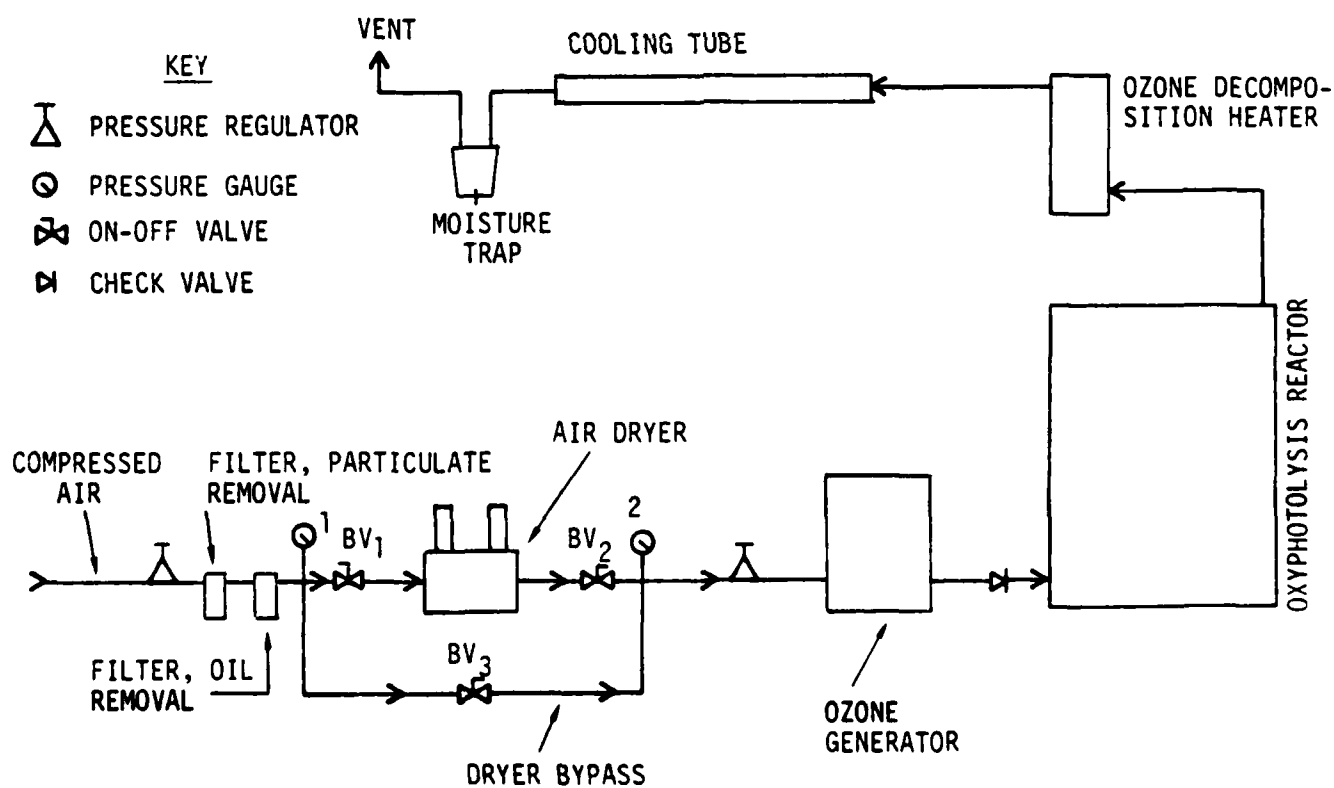 VENT
COOLING TUBE
KEY
OZONE DECOMPO-
SITION HEATER
PRESSURE REGULATOR
PRESSURE GAUGE
ON-OFF VALVE
CHECK VALVE
MOISTURE
TRAP
OXYPHOTOLYSIS REACTOR
AIR DRYER
COMPRESSED
AIR
FILTER, PARTICULATE
REMOVAL
1
BV1
BV2
2
BV3
FILTER, OIL
REMOVAL
OZONE
GENERATOR
DRYER BYPASS